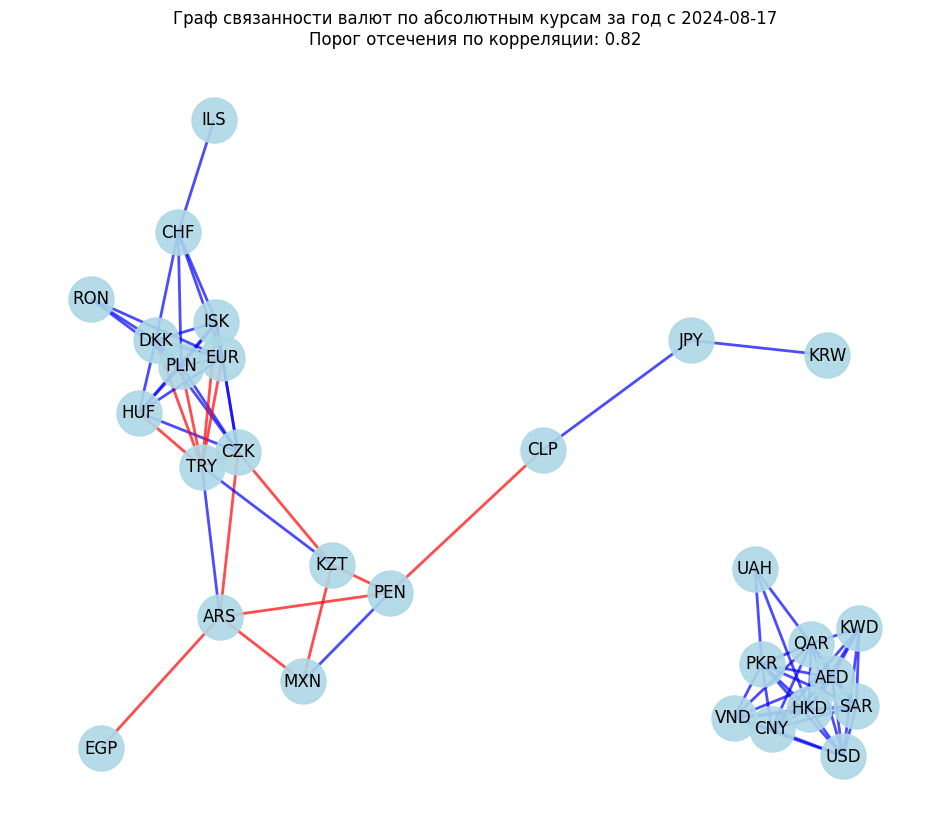 Граф связанности валют по абсолютным курсам за год с 2024-08-17
Порог отсечения по корреляции: 0.82
ILS
CHF
RON
ISK
DKK
EUR
PLN
JPY
KRW
HUF
CZK
TRY
CLP
KZT
UAH
PEN
ARS
KWD
QAR
PKR
AED
MXN
SAR
HKD
VND
CNY
EGP
USD